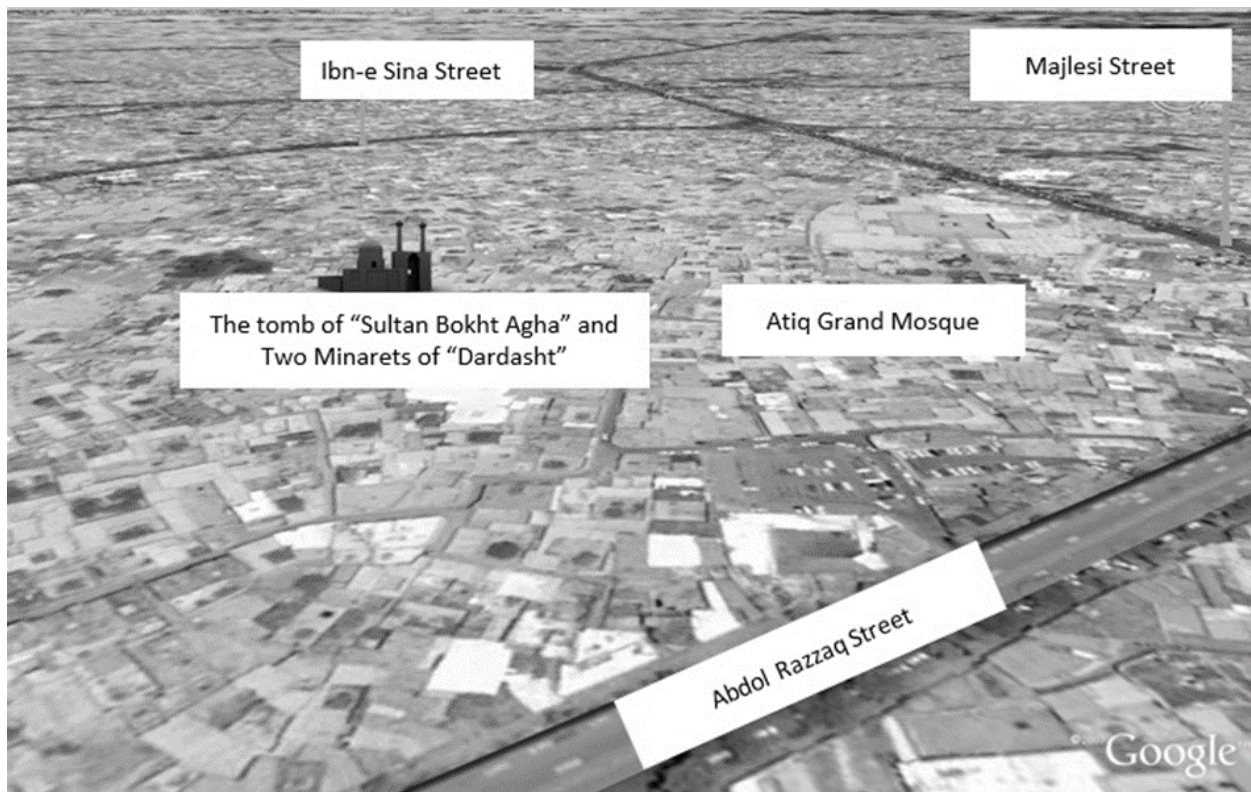 Ibn-e Sina Street
Majlesi Street
The tomb of “Sultan Bokht Agha” and
Two Minarets of “Dardasht”
Atiq Grand Mosque
Abdol Razzaq Street
Google